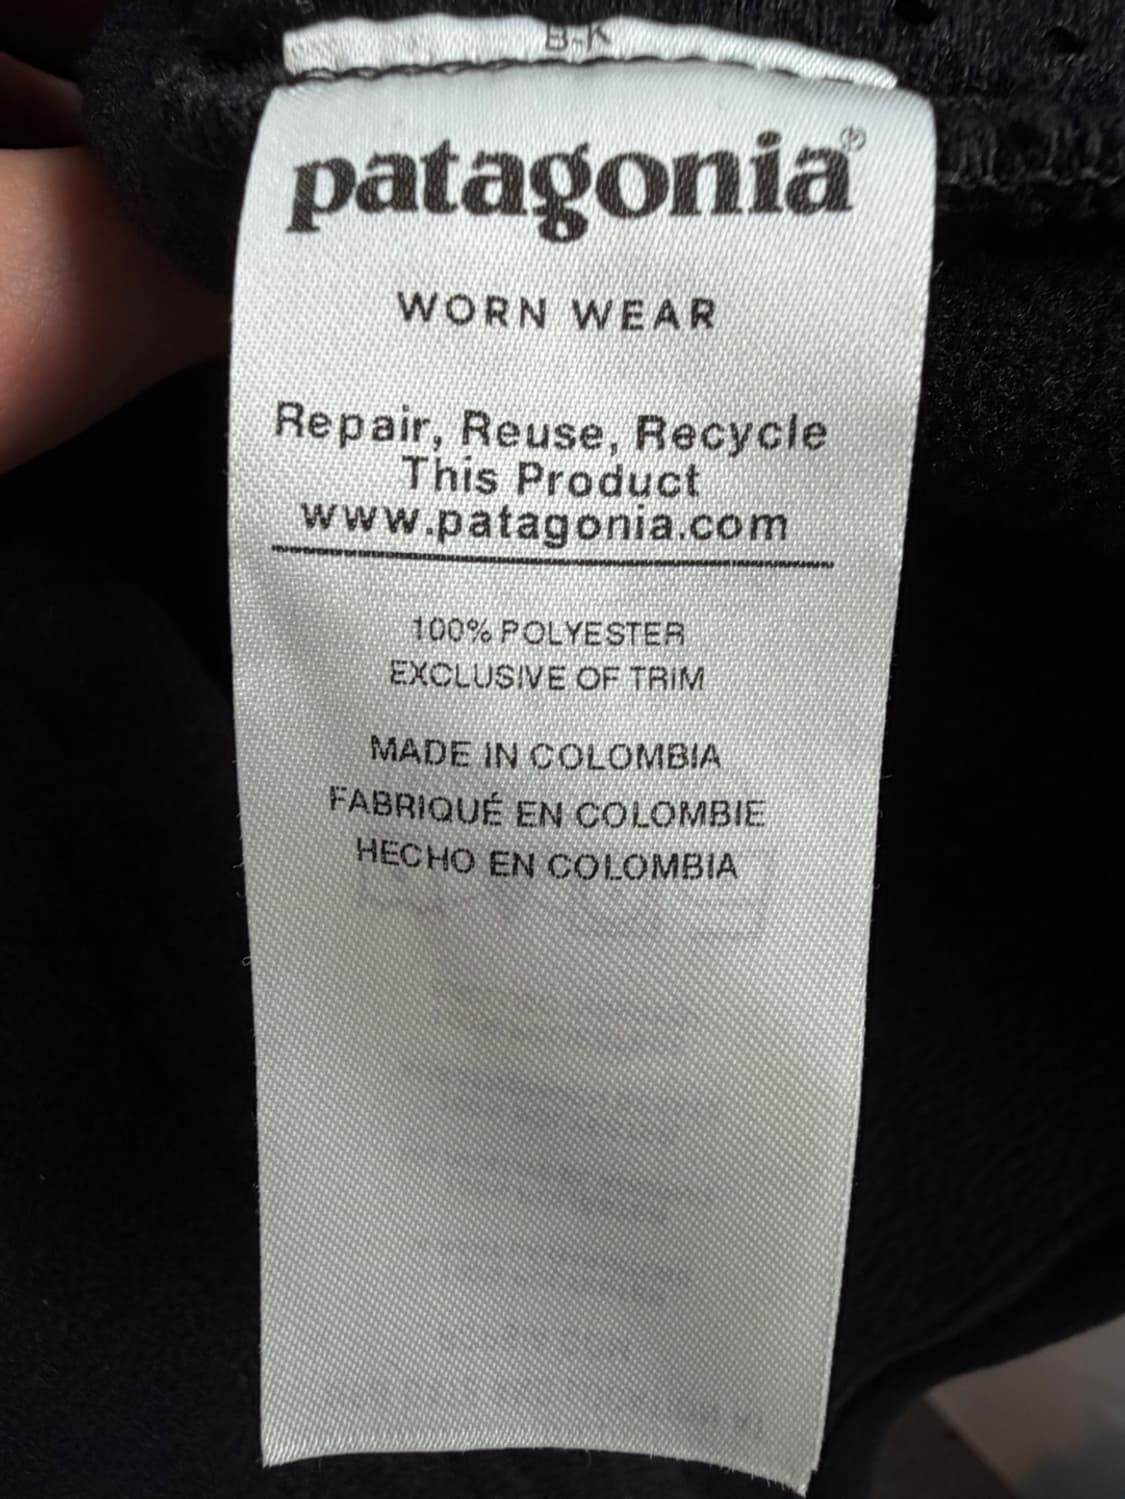 B-K
patagonia®
WORN WEAR
Repair, Reuse, Recycle
This Product
www.patagonia.com
100% POLYESTER
EXCLUSIVE OF TRIM
MADE IN COLOMBIA
FABRIQUÉ EN COLOMBIE
HECHO EN COLOMBIA